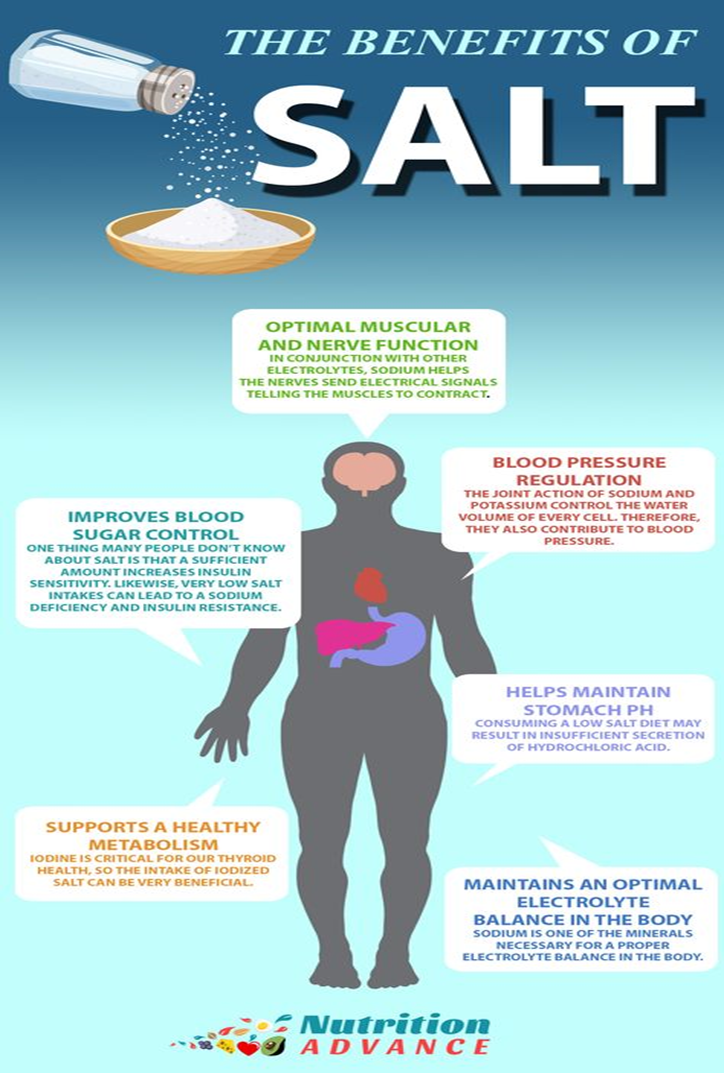 THE BENEFITS OF
SALT
OPTIMAL MUSCULAR
AND NERVE FUNCTION
IN CONJUNCTION WITH OTHER
ELECTROLYTES, SODIUM HELPS
THE NERVES SEND ELECTRICAL SIGNALS
TELLING THE MUSCLES TO CONTRACT.
BLOOD PRESSURE
REGULATION
THE JOINT ACTION OF SODIUM AND
POTASSIUM CONTROL THE WATER
VOLUME OF EVERY CELL. THEREFORE,
THEY ALSO CONTRIBUTE TO BLOOD
PRESSURE.
IMPROVES BLOOD
SUGAR CONTROL
ONE THING MANY PEOPLE DON'T KNOW
ABOUT SALT IS THAT A SUFFICIENT
AMOUNT INCREASES INSULIN
SENSITIVITY. LIKEWISE, VERY LOW SALT
INTAKES CAN LEAD TO A SODIUM
DEFICIENCY AND INSULIN RESISTANCE.
HELPS MAINTAIN
STOMACH PH
CONSUMING A LOW SALT DIET MAY
RESULT IN INSUFFICIENT SECRETION
OF HYDROCHLORIC ACID.
SUPPORTS A HEALTHY
METABOLISM
IODINE IS CRITICAL FOR OUR THYROID
HEALTH, SO THE INTAKE OF IODIZED
SALT CAN BE VERY BENEFICIAL.
MAINTAINS AN OPTIMAL
ELECTROLYTE
BALANCE IN THE BODY
SODIUM IS ONE OF THE MINERALS
NECESSARY FOR A PROPER
ELECTROLYTE BALANCE IN THE BODY.
Nutrition
ADVANCE